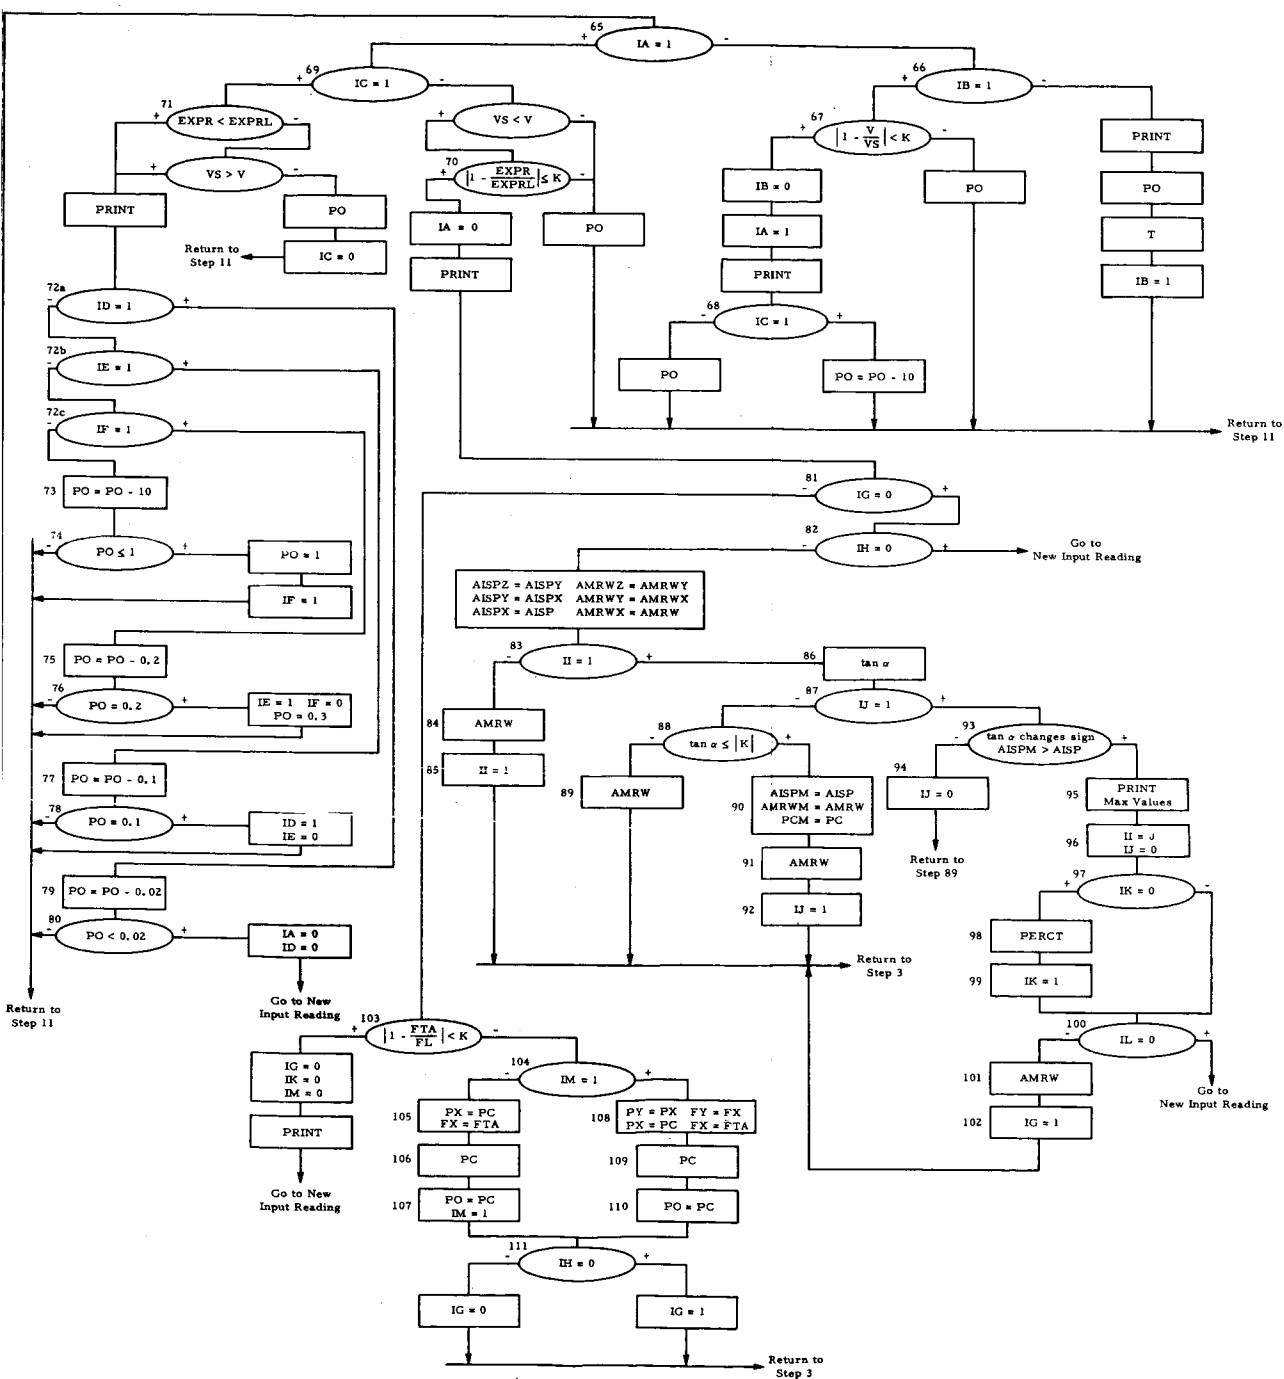 65
+
IA = 1
-
69
+
IC = 1
-
66
+
IB = 1
-
71
+
EXPR < EXPRL
-
+
VS < V
-
67
+
|1 - V/VS| < K
-
PRINT
+
VS > V
-
70
+
|1 - EXPR/EXPRL| ≤ K
-
IB = 0
PO
PO
PRINT
PO
IA = 0
PO
IA = 1
T
Return to
Step 11
IC = 0
PRINT
PRINT
IB = 1
72a
-
ID = 1
+
68
-
IC = 1
+
72b
-
IE = 1
+
PO
PO = PO - 10
72c
-
IF = 1
+
Return to
Step 11
73
PO = PO - 10
81
-
IG = 0
+
74
-
PO ≤ 1
+
PO = 1
82
-
IH = 0
+
Go to
New Input Reading
IF = 1
AISPZ = AISPY AMRWZ = AMRWY
AISPY = AISPX AMRWY = AMRWX
AISPX = AISP AMRWX = AMRW
75
PO = PO - 0.2
83
-
II = 1
+
86
tan α
76
-
PO = 0.2
+
IE = 1 IF = 0
PO = 0.3
87
-
IJ = 1
+
84
AMRW
88
-
tan α ≤ |K|
+
93
-
tan α changes sign
AISPM > AISP
+
77
PO = PO - 0.1
85
II = 1
94
IJ = 0
95
PRINT
Max Values
78
-
PO = 0.1
+
ID = 1
IE = 0
89
AMRW
90
AISPM = AISP
AMRWM = AMRW
PCM = PC
96
II = J
IJ = 0
91
AMRW
Return to
Step 89
79
PO = PO - 0.02
92
IJ = 1
97
+
IK = 0
-
80
-
PO < 0.02
+
IA = 0
ID = 0
98
PERCT
Return to
Step 3
99
IK = 1
Return to
Step 11
Go to New
Input Reading
103
+
|1 - FTA/FL| < K
-
100
-
IL = 0
+
IG = 0
IK = 0
IM = 0
104
-
IM = 1
+
101
AMRW
Go to
New Input Reading
105
PX = PC
FX = FTA
108
PY = PX FY = FX
PX = PC FX = FTA
102
IG = 1
PRINT
106
PC
109
PC
Go to New
Input Reading
107
PO = PC
IM = 1
110
PO = PC
111
-
IH = 0
+
IG = 0
IG = 1
Return to
Step 3